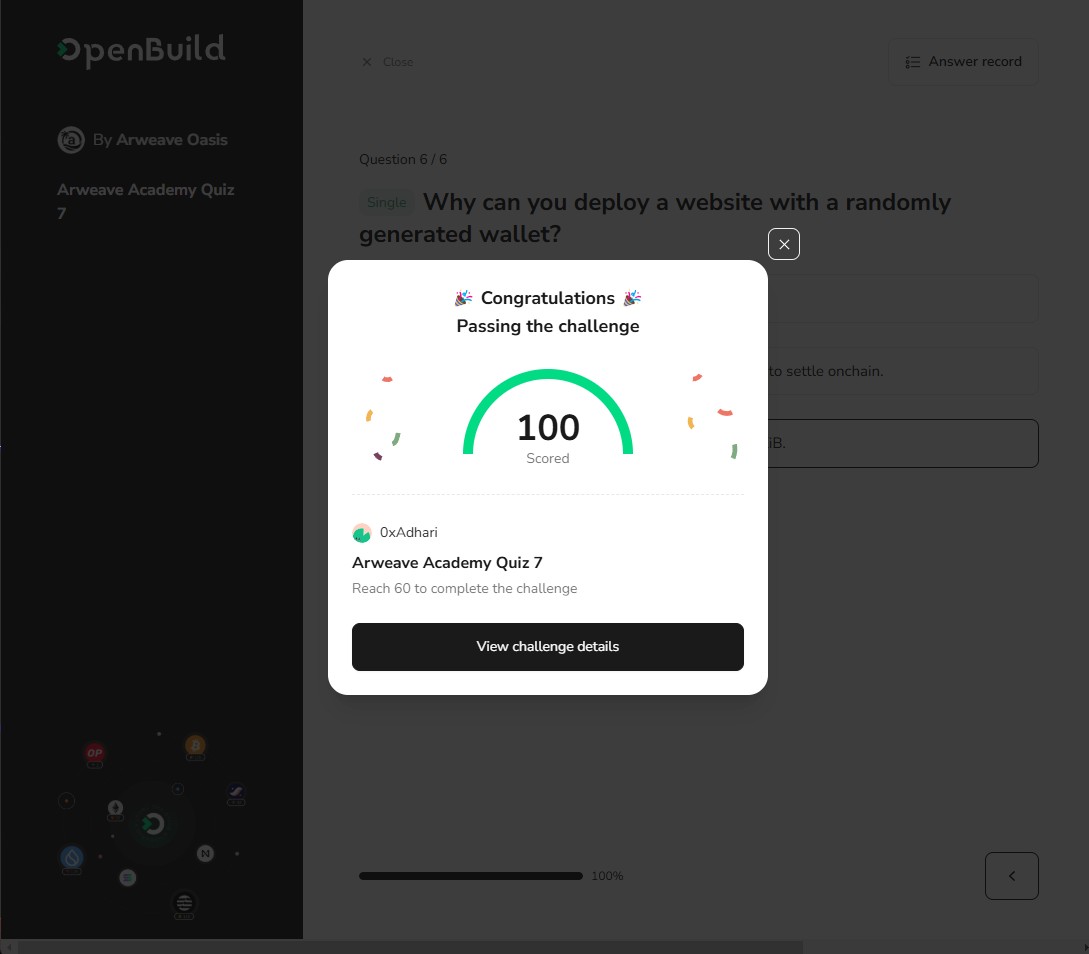 OpenBuild
Close
Answer record
By Arweave Oasis
Arweave Academy Quiz
7
Question 6 / 6
Single Why can you deploy a website with a randomly
generated wallet?
to settle onchain.
iB.
🎉 Congratulations 🎉
Passing the challenge
100
Scored
0xAdhari
Arweave Academy Quiz 7
Reach 60 to complete the challenge
View challenge details
OP
100%